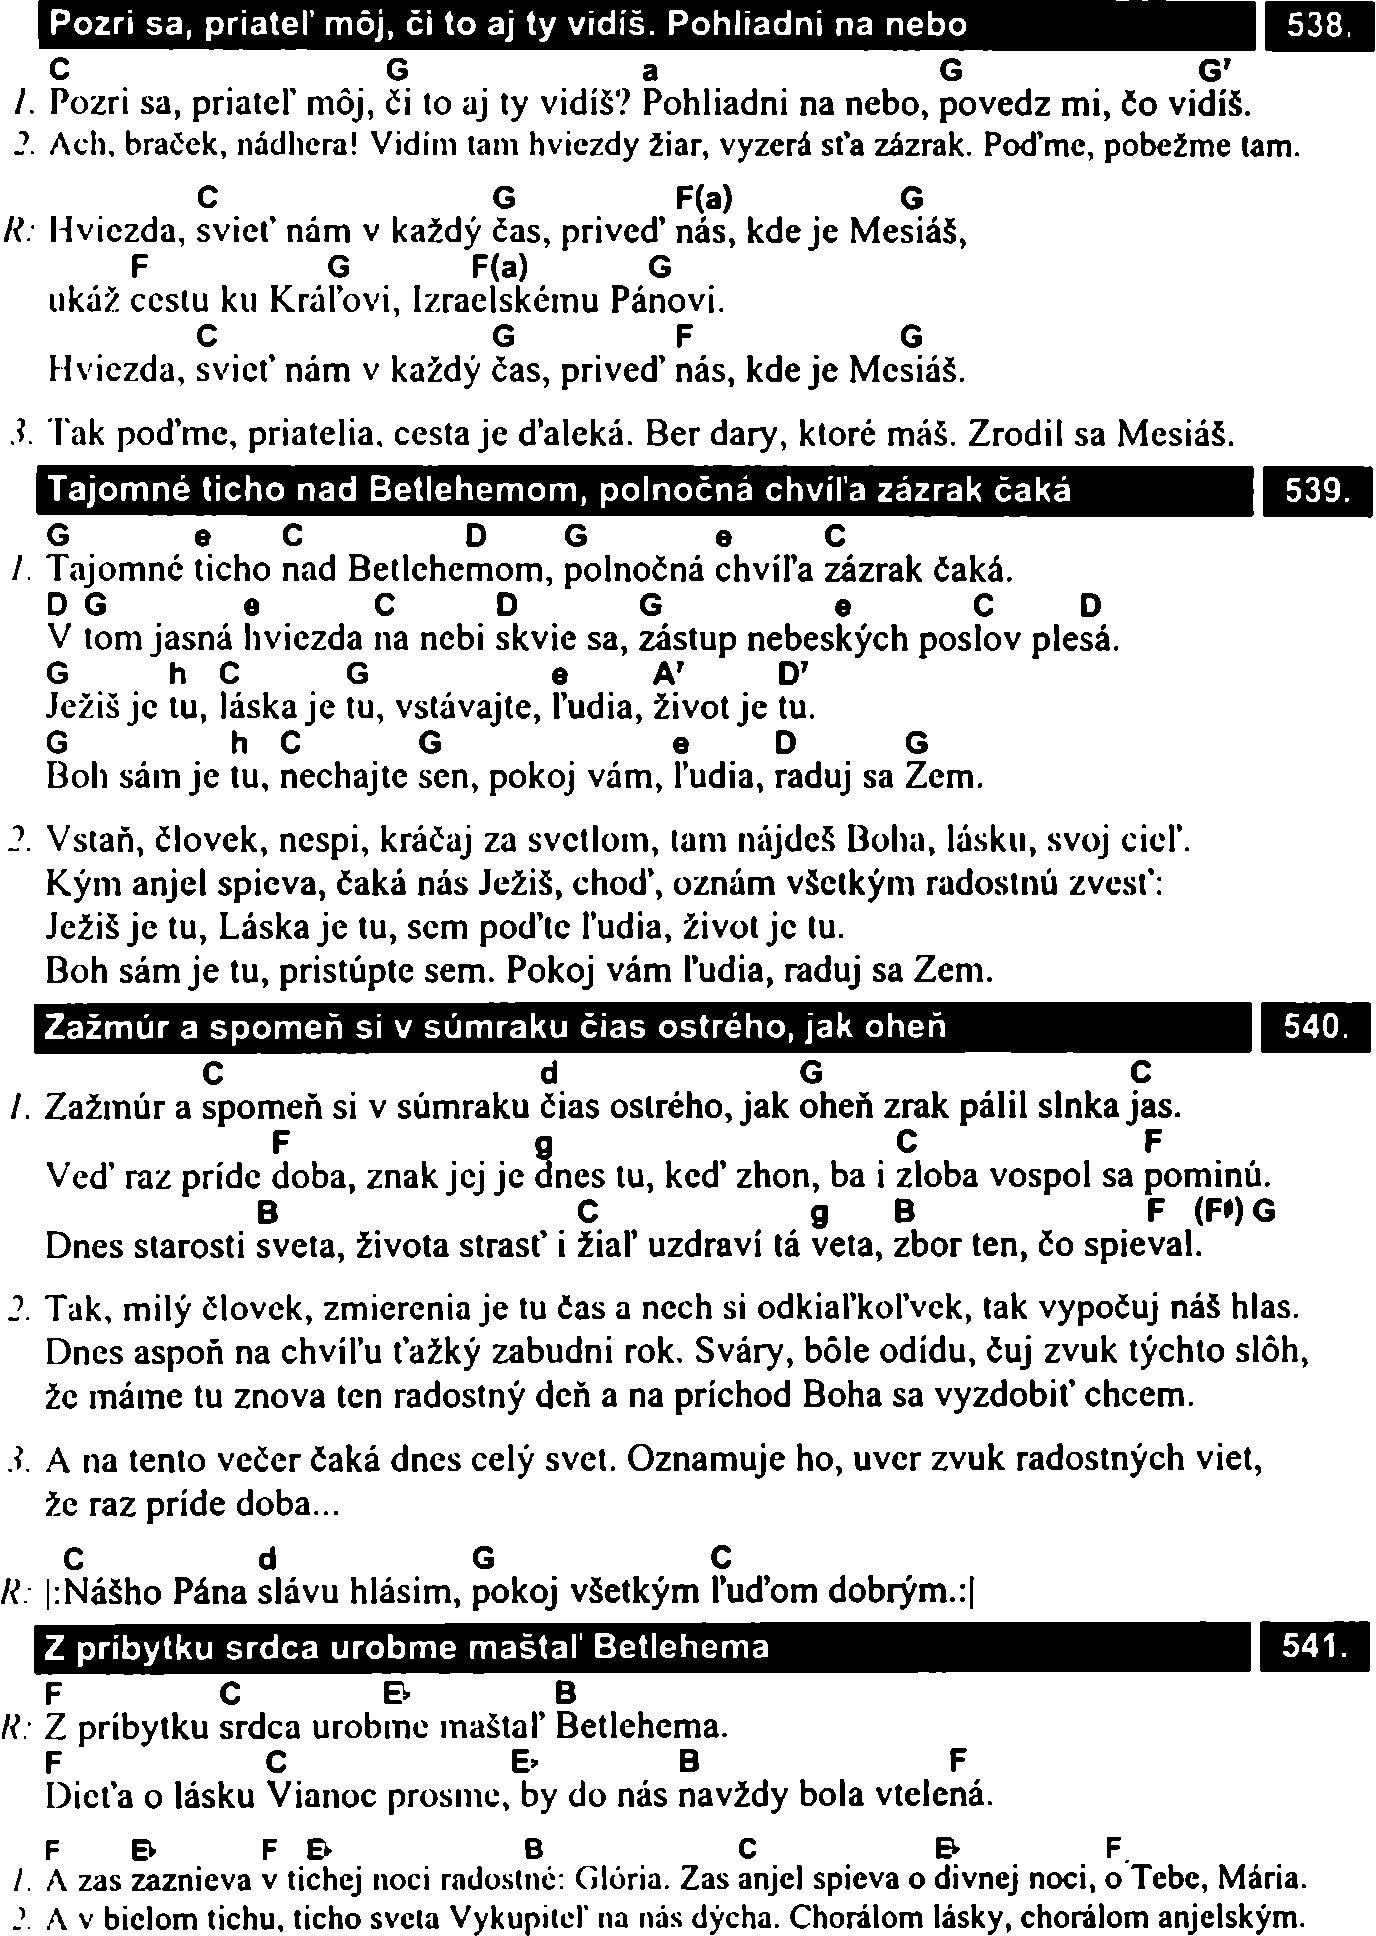 Pozri sa, priateľ môj, či to aj ty vidíš. Pohliadni na nebo 538.
C G a G G7
1. Pozri sa, priateľ môj, či to aj ty vidíš? Pohliadni na nebo, povedz mi, čo vidíš.
2. Ach, braček, nádhera! Vidím tam hviezdy žiar, vyzerá sťa zázrak. Poďme, pobežme tam.
C G F(a) G
R: Hviezda, svieť nám v každý čas, priveď nás, kde je Mesiáš,
F G F(a) G
ukáž cestu ku Kráľovi, Izraelskému Pánovi.
C G F G
Hviezda, svieť nám v každý čas, priveď nás, kde je Mesiáš.
3. Tak poďme, priatelia, cesta je ďaleká. Ber dary, ktoré máš. Zrodil sa Mesiáš.
Tajomné ticho nad Betlehemom, polnočná chvíľa zázrak čaká 539.
G e C D G e C
1. Tajomné ticho nad Betlehemom, polnočná chvíľa zázrak čaká.
D G e C D G e C D
V tom jasná hviezda na nebi skvie sa, zástup nebeských poslov plesá.
G h C G e A7 D7
Ježiš je tu, láska je tu, vstávajte, ľudia, život je tu.
G h C G e D G
Boh sám je tu, nechajte sen, pokoj vám, ľudia, raduj sa Zem.
2. Vstaň, človek, nespi, kráčaj za svetlom, tam nájdeš Boha, lásku, svoj cieľ.
Kým anjel spieva, čaká nás Ježiš, choď, oznám všetkým radostnú zvesť:
Ježiš je tu, Láska je tu, sem poďte ľudia, život je tu.
Boh sám je tu, pristúpte sem. Pokoj vám ľudia, raduj sa Zem.
Zažmúr a spomeň si v súmraku čias ostrého, jak oheň 540.
C d G C
1. Zažmúr a spomeň si v súmraku čias ostrého, jak oheň zrak pálil slnka jas.
F g C F
Veď raz príde doba, znak jej je dnes tu, keď zhon, ba i zloba vospol sa pominú.
B C g B F (F#) G
Dnes starosti sveta, života strasť i žiaľ uzdraví tá veta, zbor ten, čo spieval.
2. Tak, milý človek, zmierenia je tu čas a nech si odkiaľkoľvek, tak vypočuj náš hlas.
Dnes aspoň na chvíľu ťažký zabudni rok. Sváry, bôle odídu, čuj zvuk týchto slôh,
že máme tu znova ten radostný deň a na príchod Boha sa vyzdobiť chcem.
3. A na tento večer čaká dnes celý svet. Oznamuje ho, uver zvuk radostných viet,
že raz príde doba...
C d G C
R: |:Nášho Pána slávu hlásim, pokoj všetkým ľuďom dobrým.:|
Z príbytku srdca urobme maštaľ Betlehema 541.
F C E♭ B
R: Z príbytku srdca urobme maštaľ Betlehema.
F C E♭ B F
Dieťa o lásku Vianoc prosme, by do nás navždy bola vtelená.
F E♭ F E♭ B C E♭ F
1. A zas zaznieva v tichej noci radostné: Glória. Zas anjel spieva o divnej noci, o Tebe, Mária.
2. A v bielom tichu, ticho sveta Vykupiteľ na nás dýcha. Chorálom lásky, chorálom anjelským.